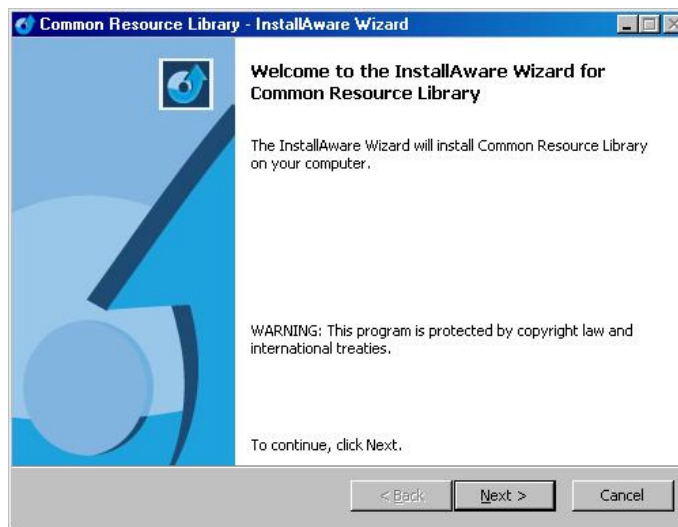 Common Resource Library - InstallAware Wizard
Welcome to the InstallAware Wizard for
Common Resource Library
The InstallAware Wizard will install Common Resource Library
on your computer.
WARNING: This program is protected by copyright law and
international treaties.
To continue, click Next.
< Back
Next >
Cancel